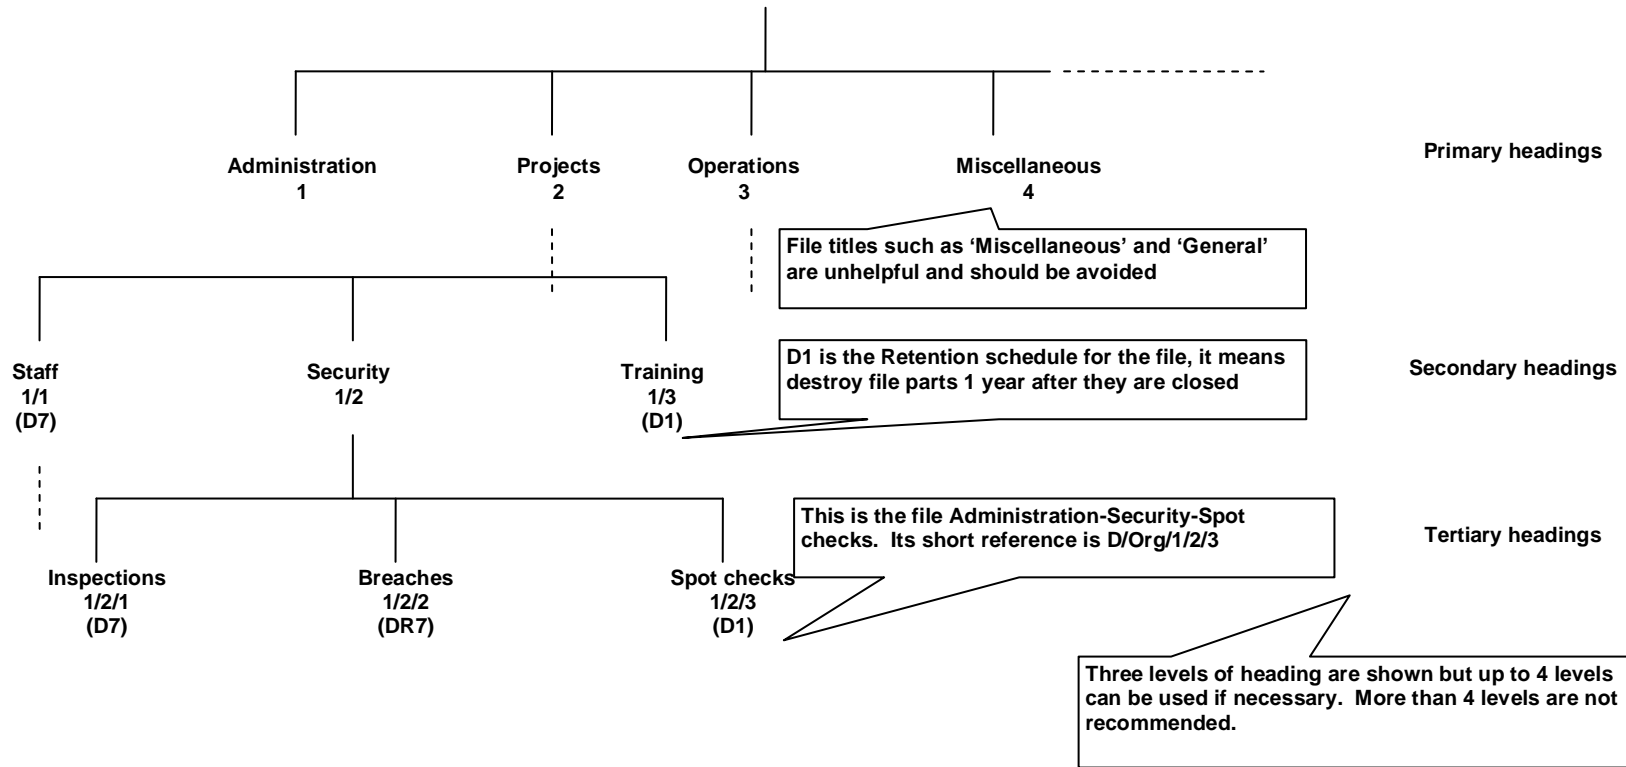 Administration
1
Projects
2
Operations
3
Miscellaneous
4
Primary headings
File titles such as ‘Miscellaneous’ and ‘General’
are unhelpful and should be avoided
Staff
1/1
(D7)
Security
1/2
Training
1/3
(D1)
D1 is the Retention schedule for the file, it means
destroy file parts 1 year after they are closed
Secondary headings
Inspections
1/2/1
(D7)
Breaches
1/2/2
(DR7)
Spot checks
1/2/3
(D1)
This is the file Administration-Security-Spot
checks.  Its short reference is D/Org/1/2/3
Tertiary headings
Three levels of heading are shown but up to 4 levels
can be used if necessary.  More than 4 levels are not
recommended.